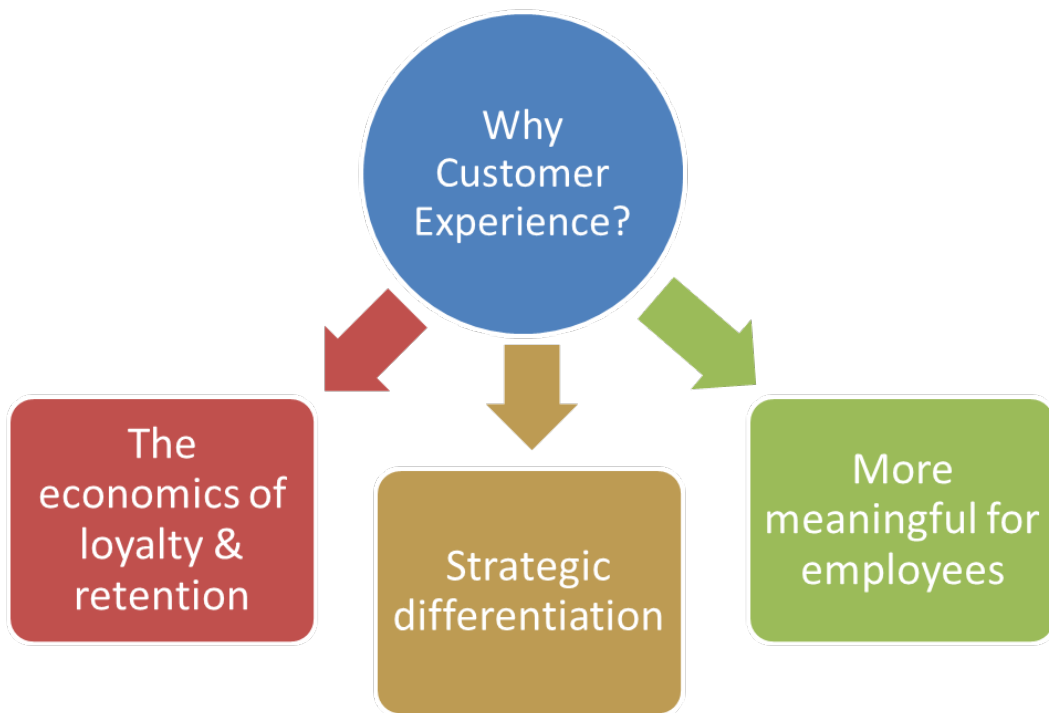 Why
Customer
Experience?
The
economics of
loyalty &
retention
Strategic
differentiation
More
meaningful for
employees